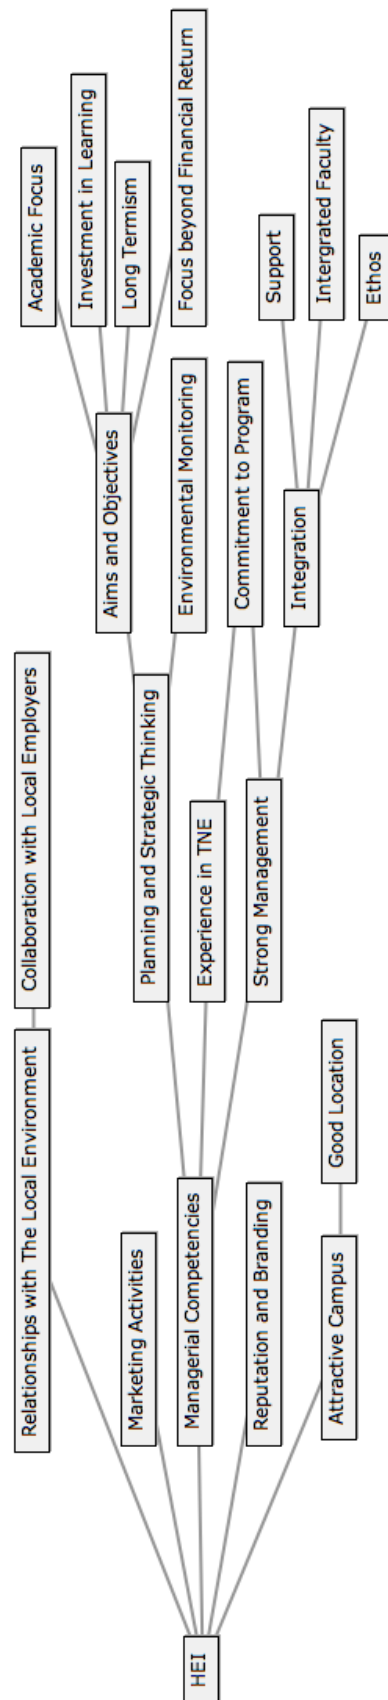 HEI
Relationships with The Local Environment
Collaboration with Local Employers
Marketing Activities
Managerial Competencies
Planning and Strategic Thinking
Aims and Objectives
Academic Focus
Investment in Learning
Long Termism
Focus beyond Financial Return
Environmental Monitoring
Experience in TNE
Commitment to Program
Strong Management
Integration
Support
Intergrated Faculty
Ethos
Reputation and Branding
Attractive Campus
Good Location